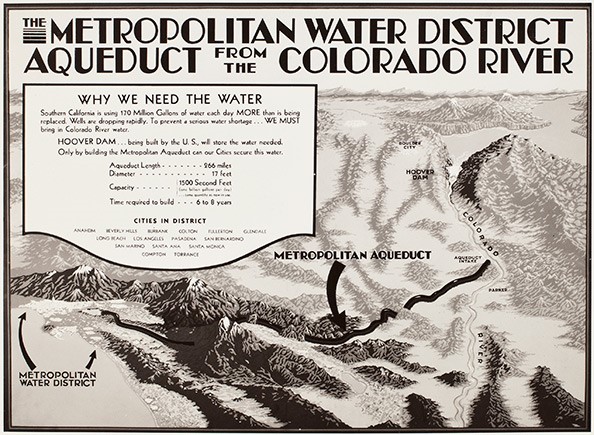 THE METROPOLITAN WATER DISTRICT
AQUEDUCT FROM THE COLORADO RIVER
WHY WE NEED THE WATER
Southern California is using 170 Million Gallons of water each day MORE than is being
replaced. Wells are dropping rapidly. To prevent a serious water shortage . . . WE MUST
bring in Colorado River water.
HOOVER DAM . . . being built by the U. S., will store the water needed.
Only by building the Metropolitan Aqueduct can our Cities secure this water.
Aqueduct Length - - - - - - - 266 miles
Diameter - - - - - - - - - 17 feet
Capacity - - - - - - 1500 Second Feet
Time required to build - - - 6 to 8 years
CITIES IN DISTRICT
ANAHEIM BEVERLY HILLS BURBANK COLTON FULLERTON GLENDALE
LONG BEACH LOS ANGELES PASADENA SAN BERNARDINO
SAN MARINO SANTA ANA SANTA MONICA
COMPTON TORRANCE
BOULDER
CITY
HOOVER
DAM
COLORADO
METROPOLITAN AQUEDUCT
AQUEDUCT
INTAKE
PARKER
RIVER
METROPOLITAN
WATER DISTRICT